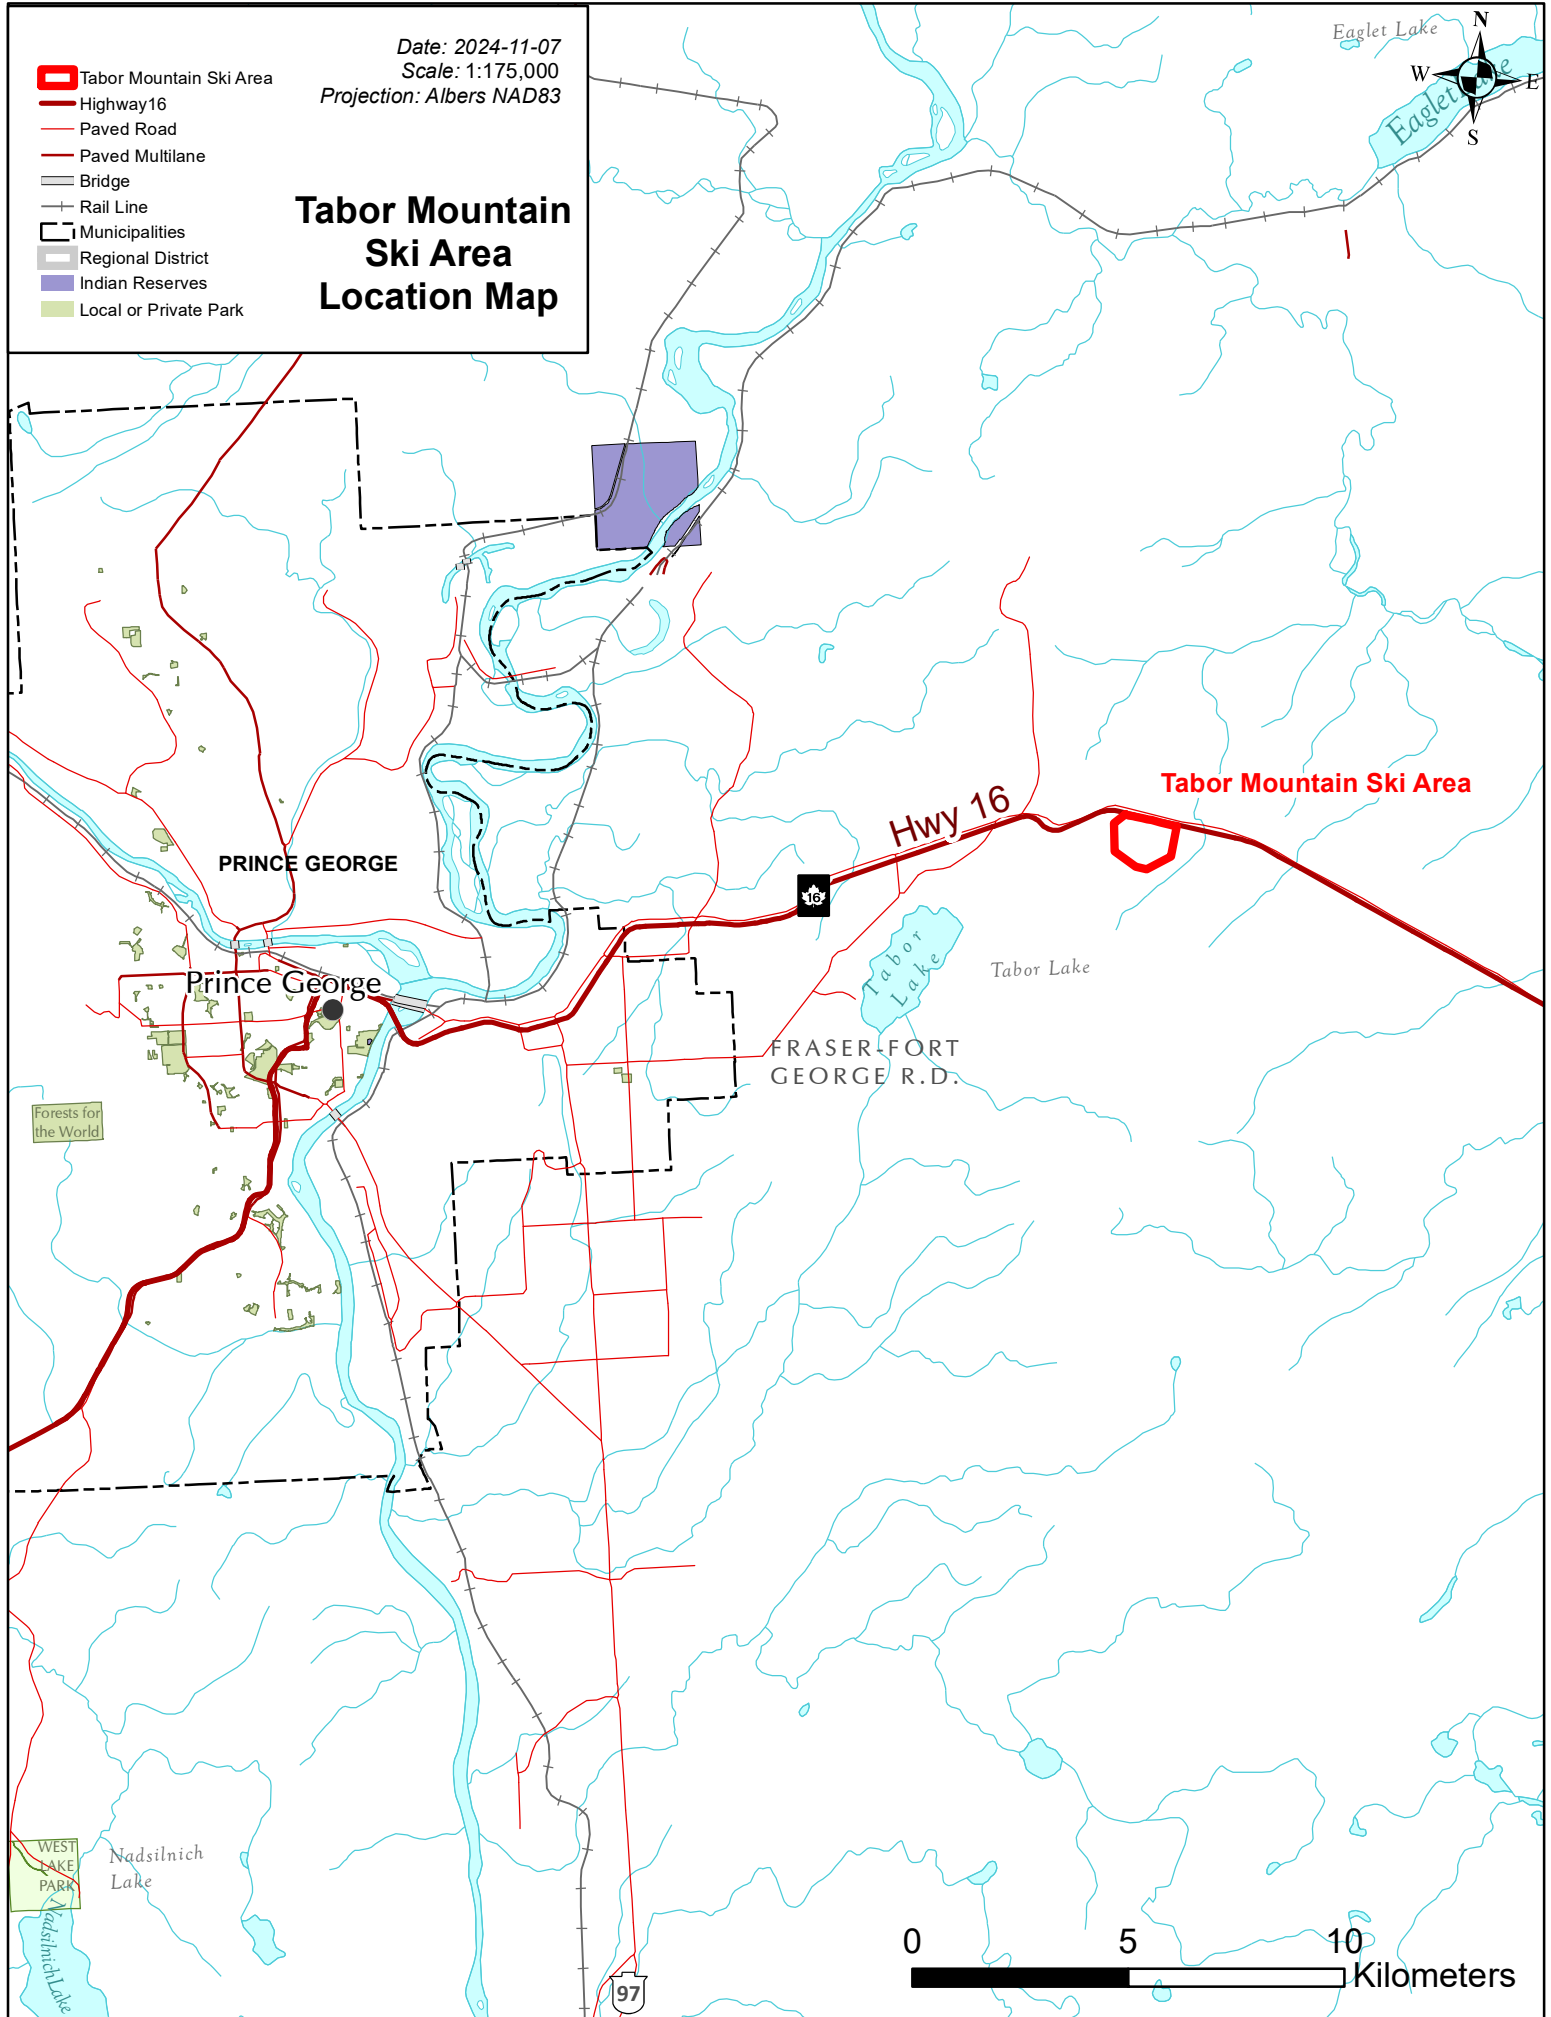 Date: 2024-11-07
Scale: 1:175,000
Projection: Albers NAD83
Tabor Mountain Ski Area
Highway16
Paved Road
Paved Multilane
Bridge
Rail Line
Municipalities
Regional District
Indian Reserves
Local or Private Park
Tabor Mountain
Ski Area
Location Map
Eaglet Lake
Eaglet Lake
N
W
E
S
Tabor Mountain Ski Area
Hwy 16
16
PRINCE GEORGE
Prince George
Tabor
Lake
Tabor Lake
FRASER-FORT
GEORGE R.D.
Forests for
the World
WEST
LAKE
PARK
Nadsilnich
Lake
NadsilnichLake
97
0 5 10
Kilometers